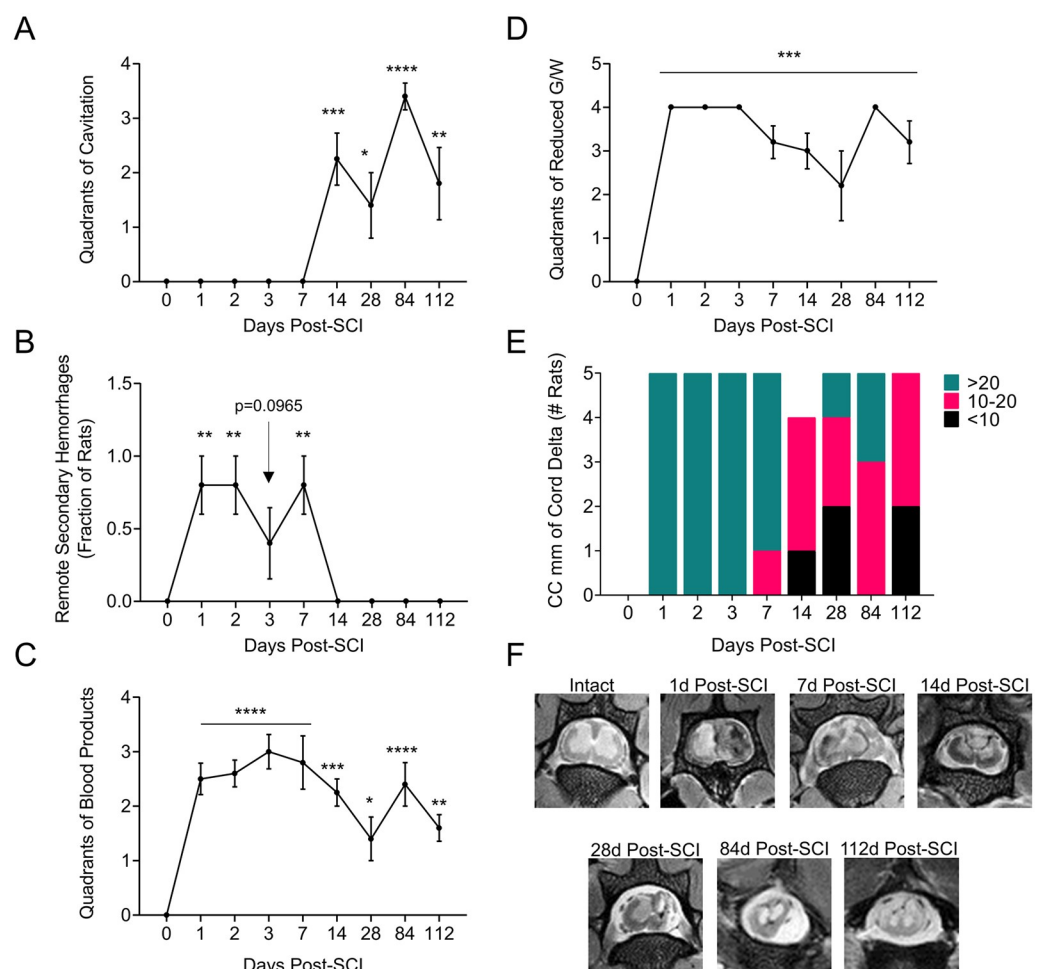 A
Quadrants of Cavitation
4
3
2
1
0
***
*
****
**
0 1 2 3 7 14 28 84 112
Days Post-SCI
B
Remote Secondary Hemorrhages
(Fraction of Rats)
1.5
1.0
0.5
0.0
p=0.0965
** ** **
0 1 2 3 7 14 28 84 112
Days Post-SCI
C
Quadrants of Blood Products
4
3
2
1
0
****
***
*
****
**
0 1 2 3 7 14 28 84 112
Days Post-SCI
D
Quadrants of Reduced G/W
5
4
3
2
1
0
***
0 1 2 3 7 14 28 84 112
Days Post-SCI
E
CC mm of Cord Delta (# Rats)
5
4
3
2
1
0
>20
10-20
<10
0 1 2 3 7 14 28 84 112
Days Post-SCI
F
Intact 1d Post-SCI 7d Post-SCI 14d Post-SCI
28d Post-SCI 84d Post-SCI 112d Post-SCI